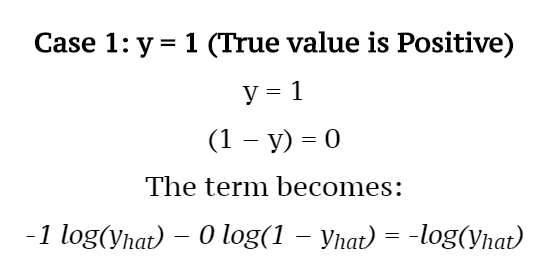 Case 1: y = 1 (True value is Positive)
y = 1
(1 – y) = 0
The term becomes:
-1 log(yhat) – 0 log(1 – yhat) = -log(yhat)